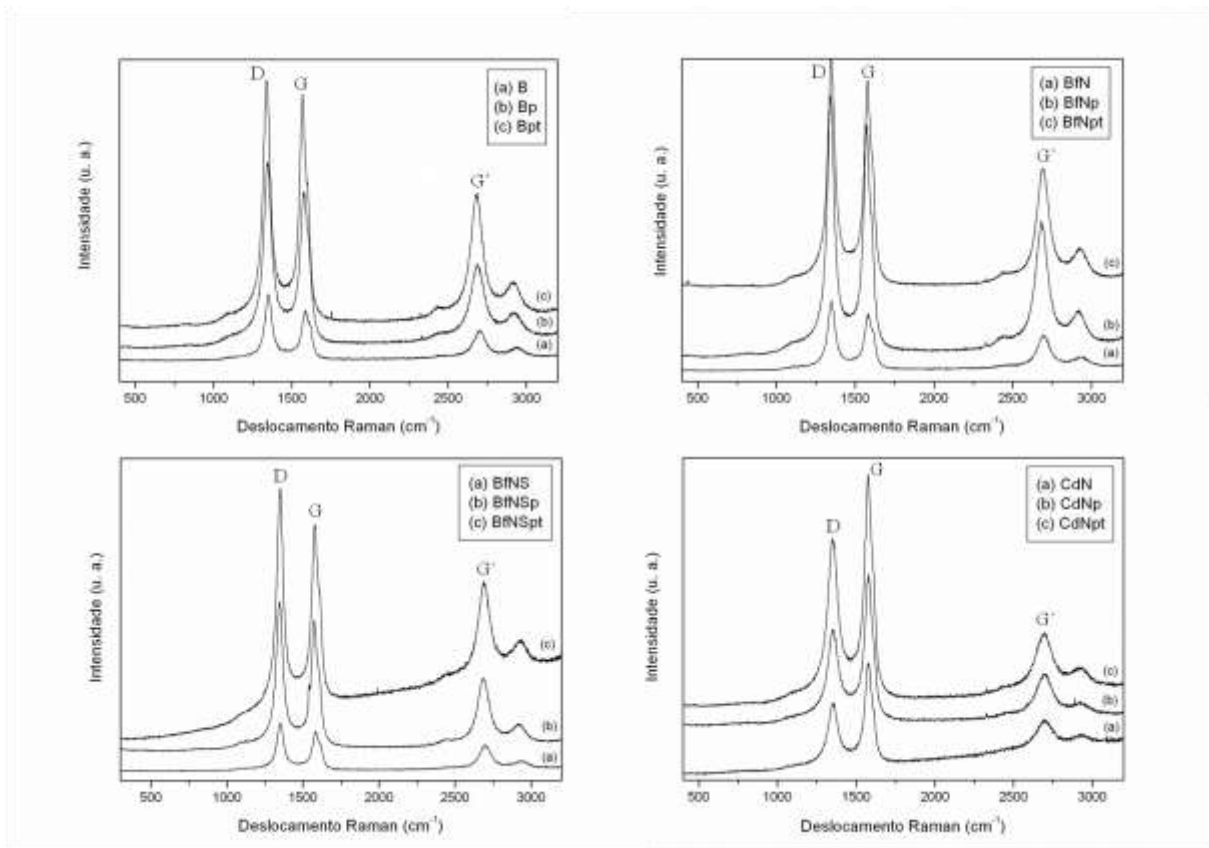 D
G
(a) B
(b) Bp
(c) Bpt
G'
(c)
(b)
(a)
Intensidade (u. a.)
500 1000 1500 2000 2500 3000
Deslocamento Raman (cm⁻¹)
D
G
(a) BfN
(b) BfNp
(c) BfNpt
G'
(c)
(b)
(a)
Intensidade (u. a.)
500 1000 1500 2000 2500 3000
Deslocamento Raman (cm⁻¹)
D
G
(a) BfNS
(b) BfNSp
(c) BfNSpt
G'
(c)
(b)
(a)
Intensidade (u. a.)
500 1000 1500 2000 2500 3000
Deslocamento Raman (cm⁻¹)
G
D
(a) CdN
(b) CdNp
(c) CdNpt
G'
(c)
(b)
(a)
Intensidade (u. a.)
500 1000 1500 2000 2500 3000
Deslocamento Raman (cm⁻¹)